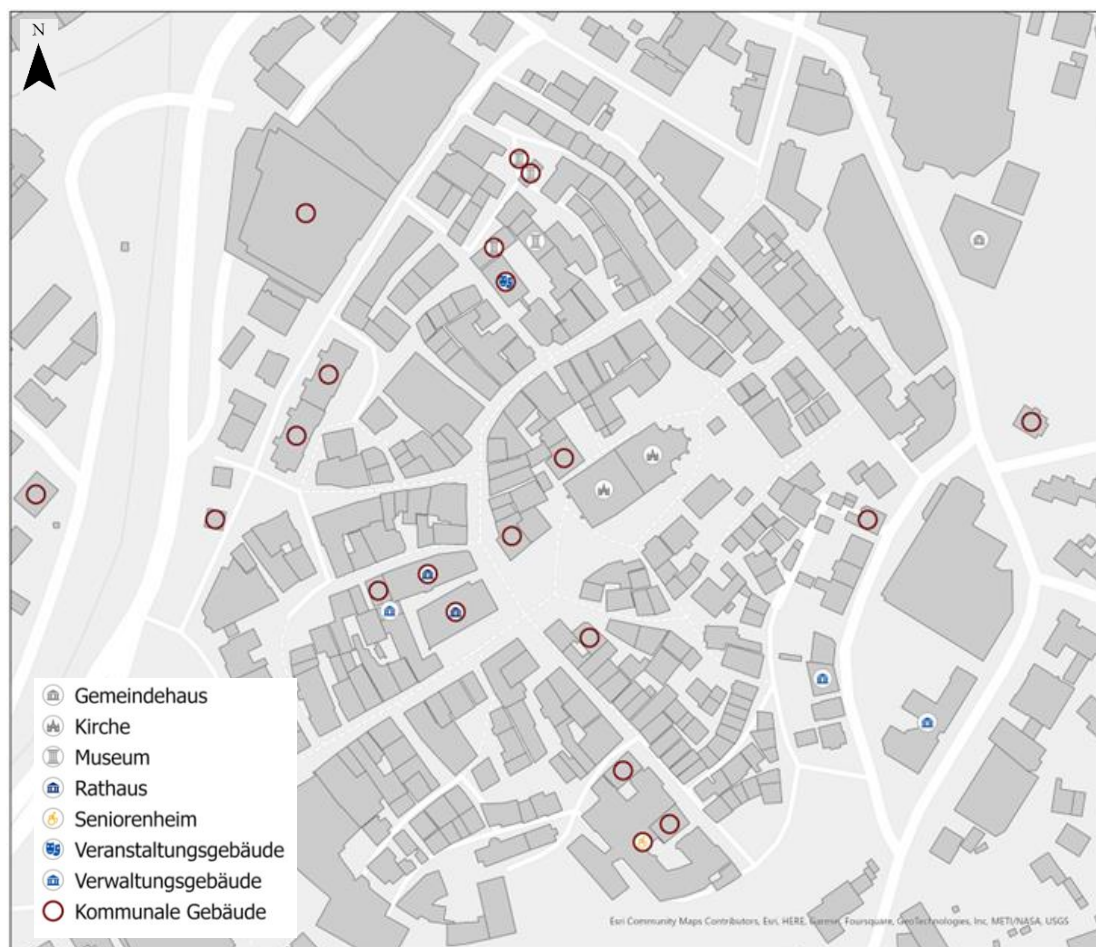 N
Gemeindehaus
Kirche
Museum
Rathaus
Seniorenheim
Veranstaltungsgebäude
Verwaltungsgebäude
Kommunale Gebäude
Esri Community Maps Contributors, Esri, HERE, Garmin, Foursquare, GeoTechnologies, Inc, METI/NASA, USGS